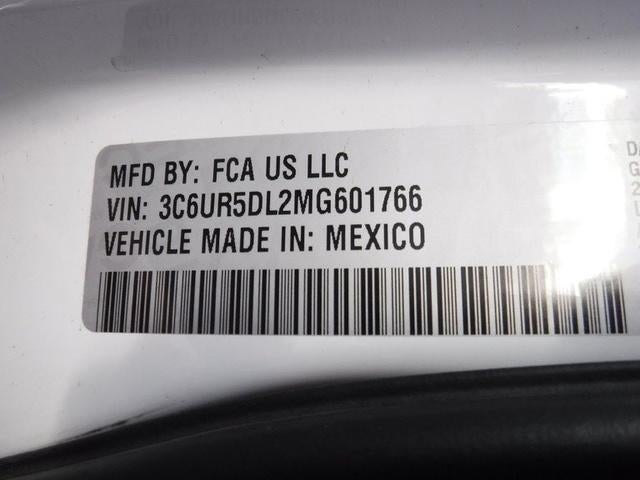 MFD BY: FCA US LLC
VIN: 3C6UR5DL2MG601766
VEHICLE MADE IN: MEXICO